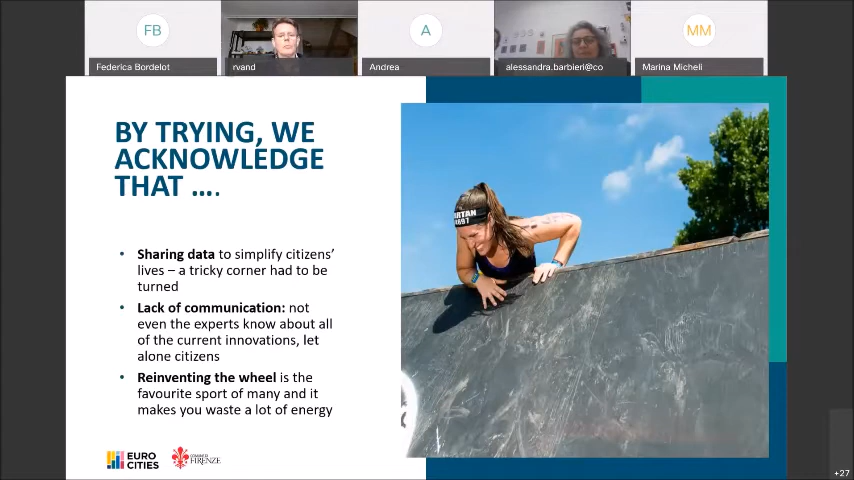 FB
A
MM
Federica Bordelot
rvand
Andrea
alessandra.barbieri@co
Marina Micheli
BY TRYING, WE
ACKNOWLEDGE
THAT ....
• Sharing data to simplify citizens'
lives – a tricky corner had to be
turned
• Lack of communication: not
even the experts know about all
of the current innovations, let
alone citizens
• Reinventing the wheel is the
favourite sport of many and it
makes you waste a lot of energy
EURO
CITIES
FIRENZE
+27